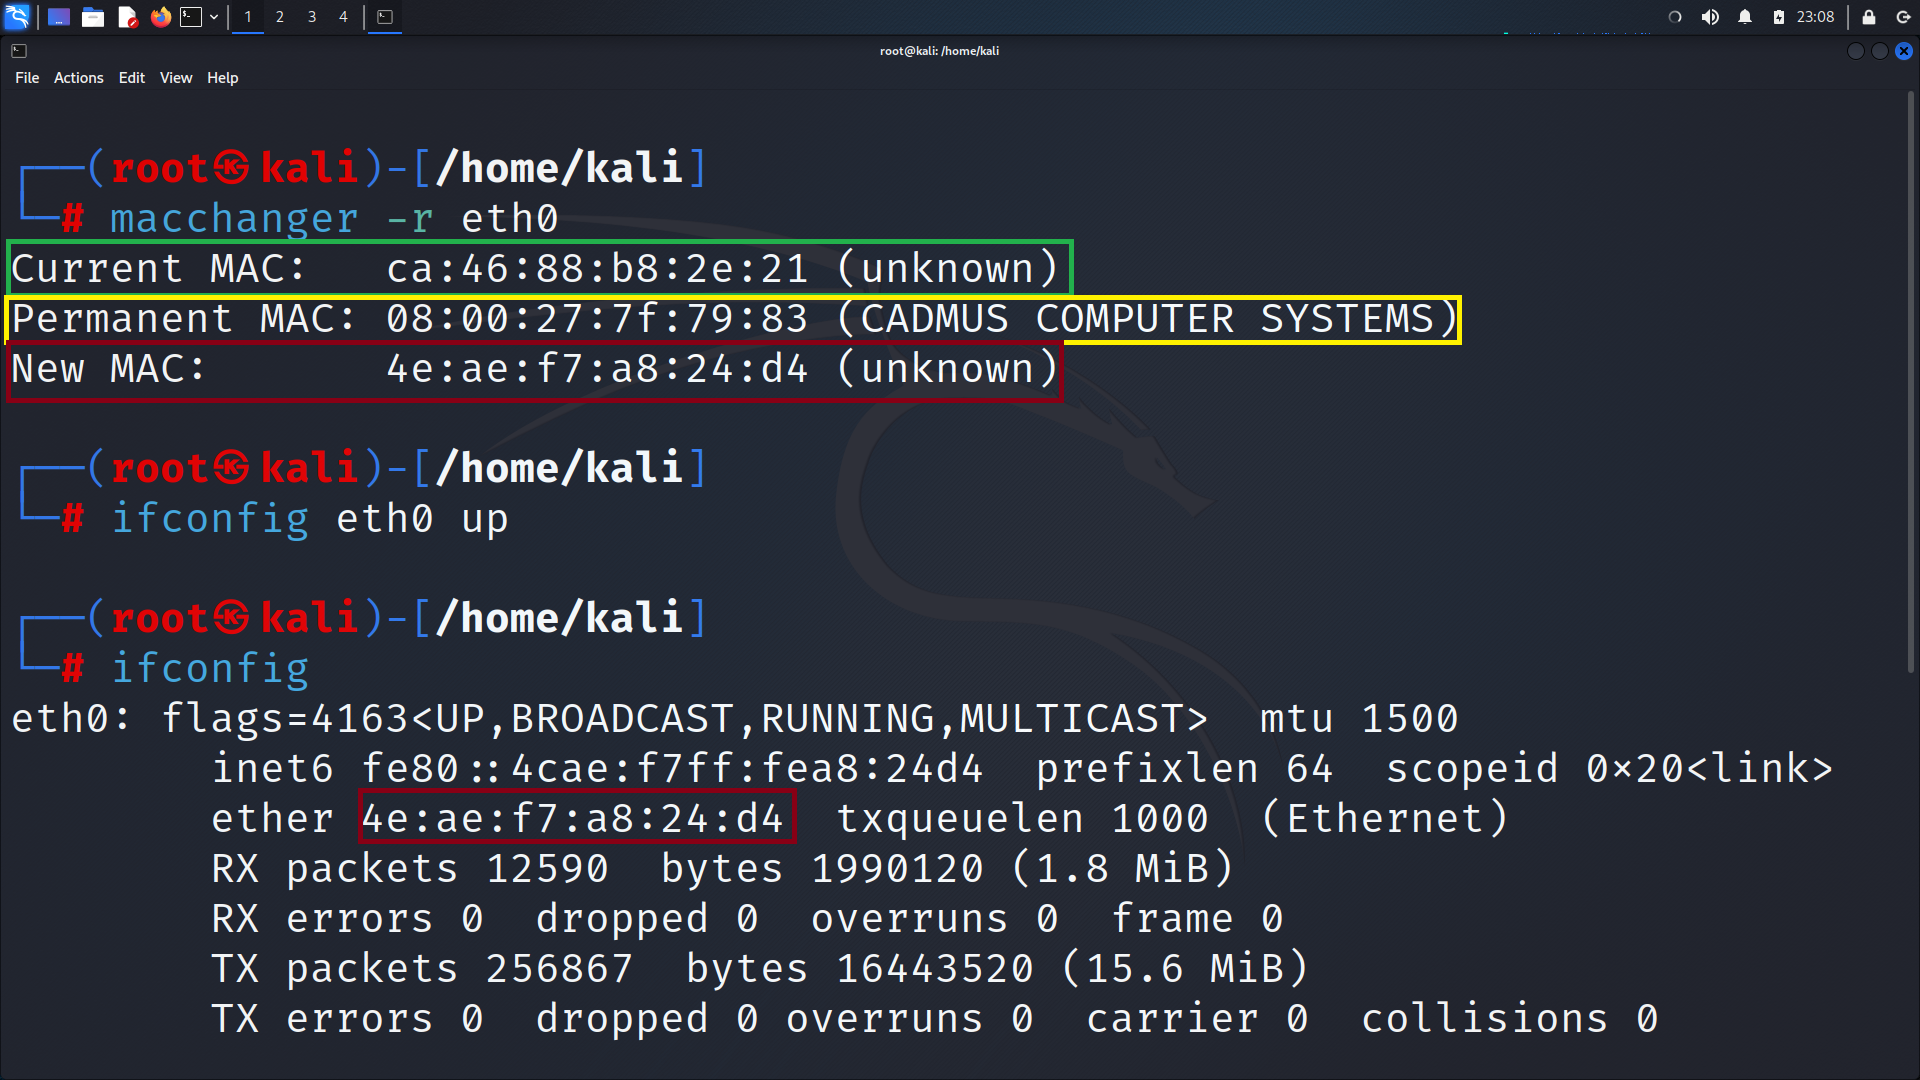 1 2 3 4
23:08
root@kali: /home/kali
File Actions Edit View Help
┌──(root㉿kali)-[/home/kali]
└─# macchanger -r eth0
Current MAC:   ca:46:88:b8:2e:21 (unknown)
Permanent MAC: 08:00:27:7f:79:83 (CADMUS COMPUTER SYSTEMS)
New MAC:       4e:ae:f7:a8:24:d4 (unknown)
┌──(root㉿kali)-[/home/kali]
└─# ifconfig eth0 up
┌──(root㉿kali)-[/home/kali]
└─# ifconfig
eth0: flags=4163<UP,BROADCAST,RUNNING,MULTICAST>  mtu 1500
        inet6 fe80::4cae:f7ff:fea8:24d4  prefixlen 64  scopeid 0x20<link>
        ether 4e:ae:f7:a8:24:d4  txqueuelen 1000  (Ethernet)
        RX packets 12590  bytes 1990120 (1.8 MiB)
        RX errors 0  dropped 0  overruns 0  frame 0
        TX packets 256867  bytes 16443520 (15.6 MiB)
        TX errors 0  dropped 0 overruns 0  carrier 0  collisions 0